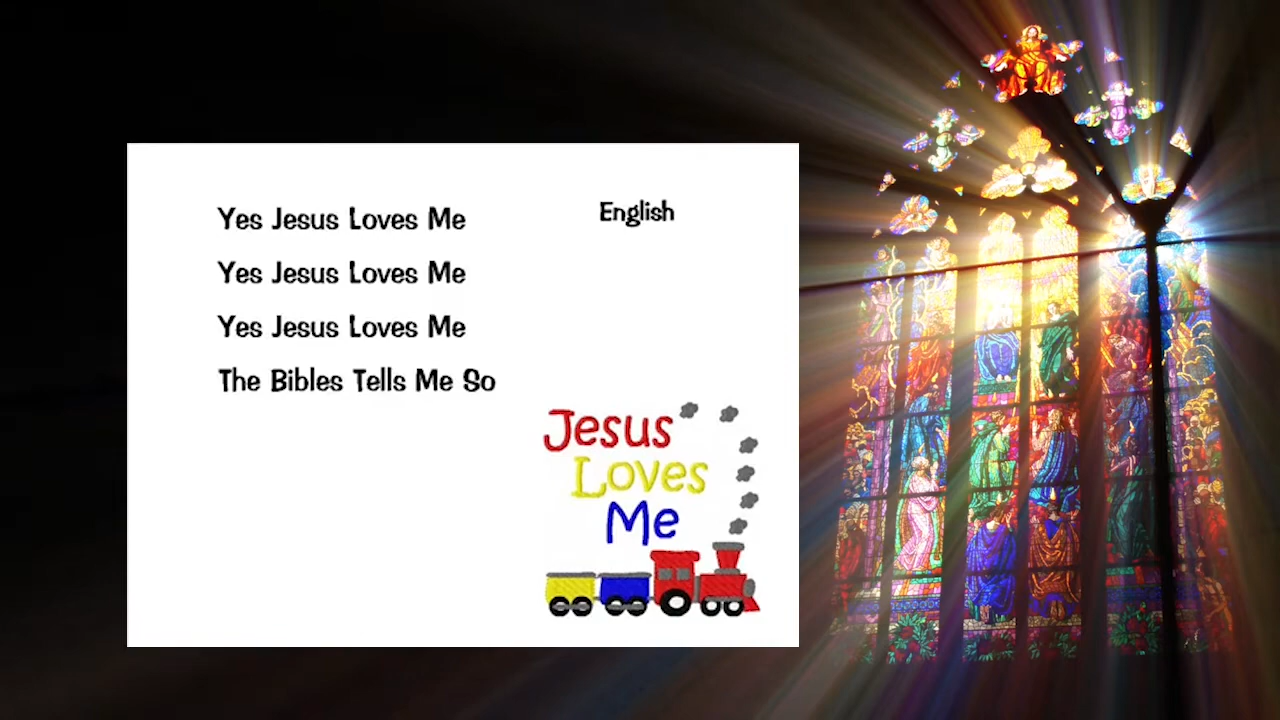 Yes Jesus Loves Me
English
Yes Jesus Loves Me
Yes Jesus Loves Me
The Bibles Tells Me So
Jesus
Loves
Me